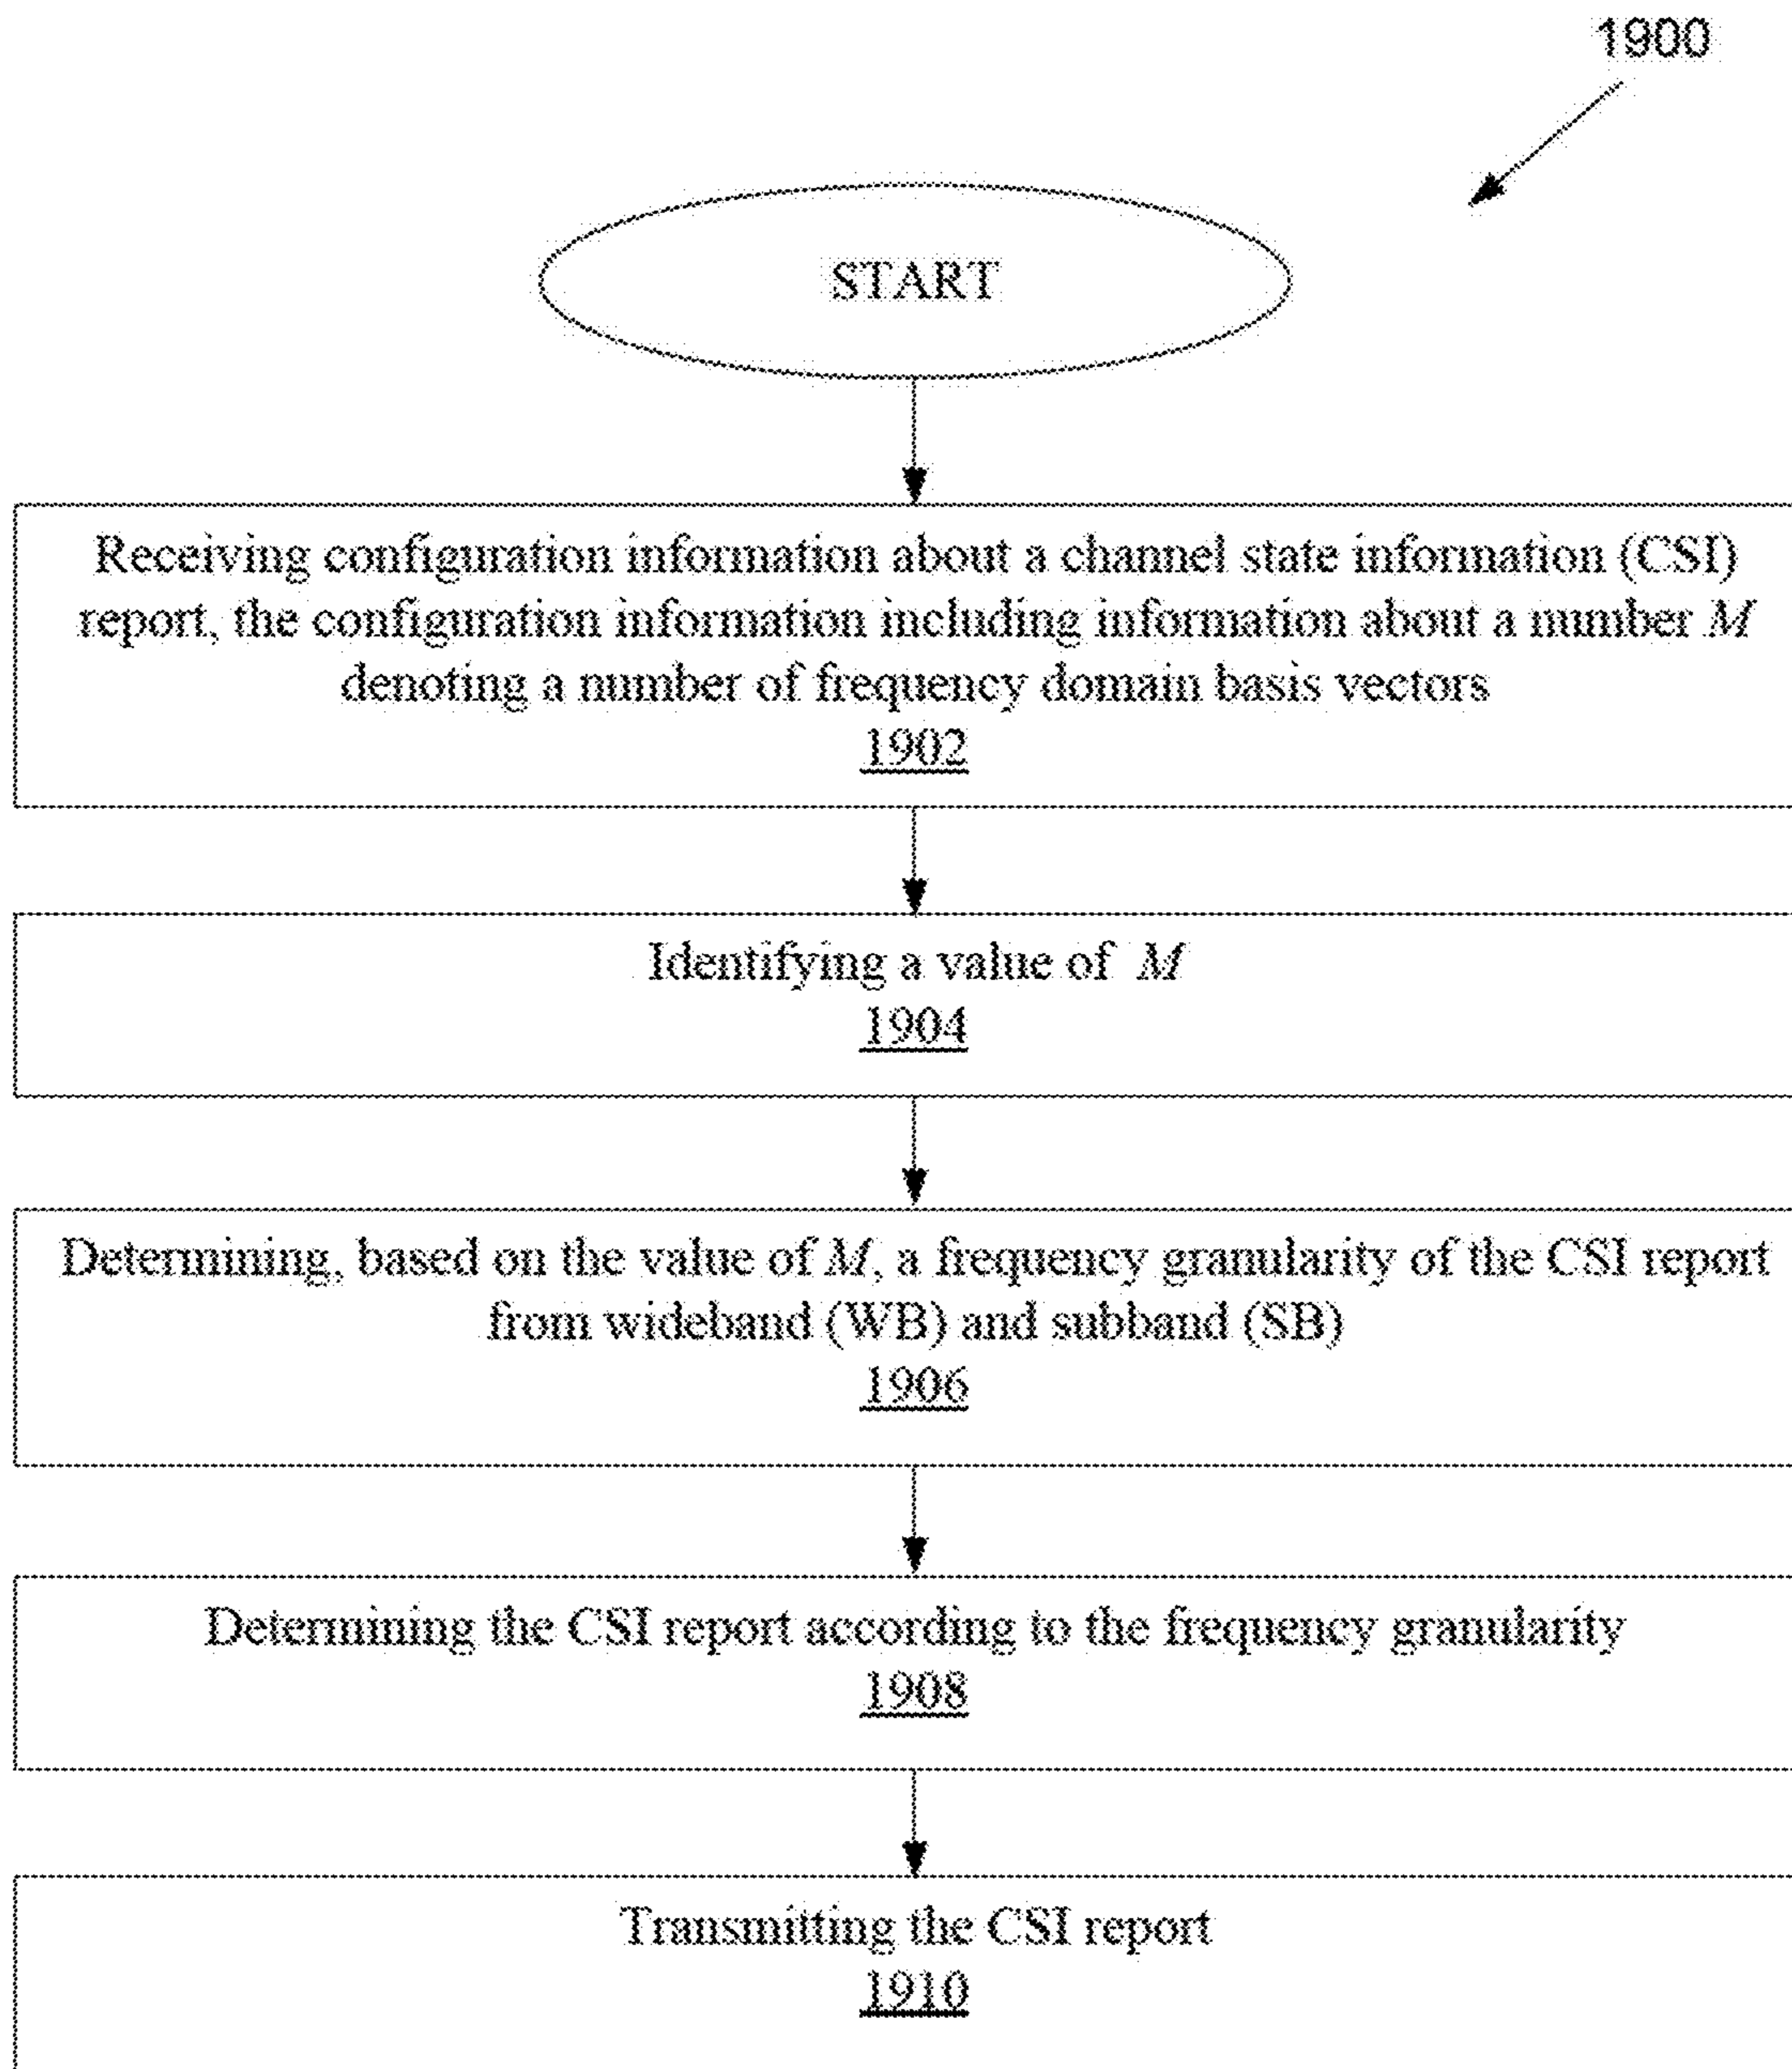 1900
START
Receiving configuration information about a channel state information (CSI)
report, the configuration information including information about a number M
denoting a number of frequency domain basis vectors
1902
Identifying a value of M
1904
Determining, based on the value of M, a frequency granularity of the CSI report
from wideband (WB) and subband (SB)
1906
Determining the CSI report according to the frequency granularity
1908
Transmitting the CSI report
1910